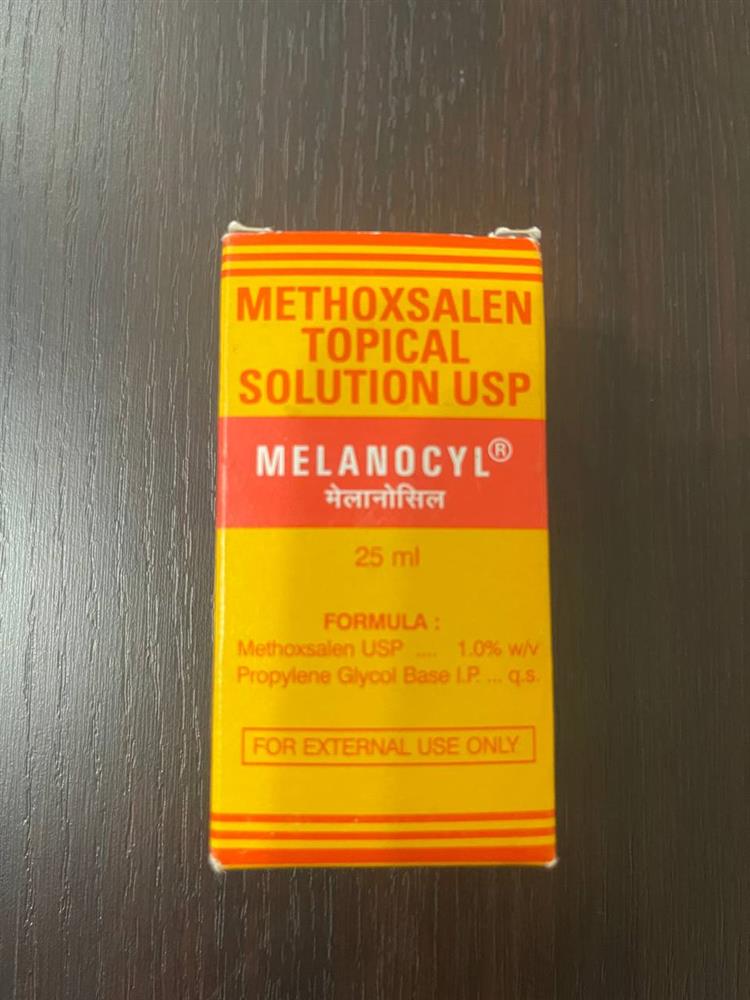 METHOXSALEN
TOPICAL
SOLUTION USP
MELANOCYL®
मेलानोसिल
25 ml
FORMULA :
Methoxsalen USP .... 1.0% w/v
Propylene Glycol Base I.P. ... q.s.
FOR EXTERNAL USE ONLY